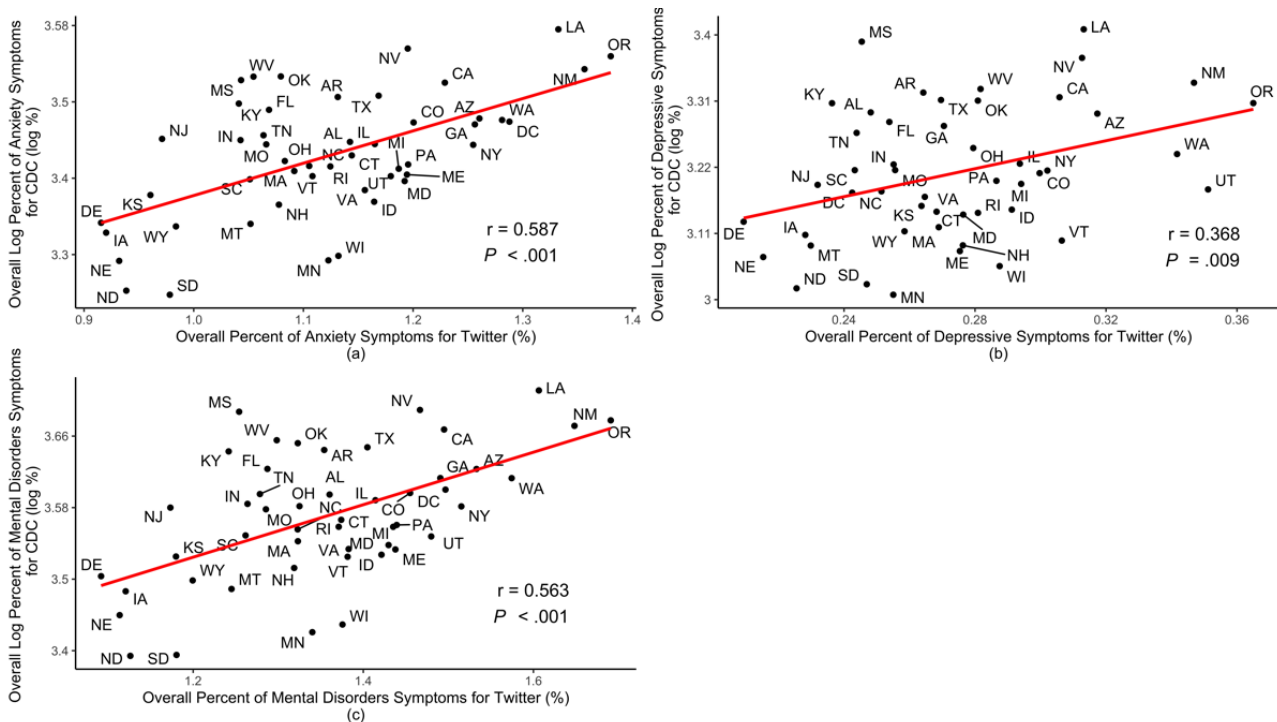 Overall Log Percent of Anxiety Symptoms
for CDC (log %)
3.58
3.5
3.4
3.3
LA
OR
NV
NM
WV
OK
CA
MS
AR
TX
FL
KY
CO
AZ
WA
NJ
IN
TN
AL
IL
GA
DC
MO
OH
NC
MI
NY
CT
PA
SC
MA
VT
RI
UT
ME
KS
VA
MD
DE
NH
ID
IA
WY
MT
WI
NE
MN
ND
SD
r = 0.587
P < .001
0.9
1.0
1.1
1.2
1.3
1.4
Overall Percent of Anxiety Symptoms for Twitter (%)
(a)
Overall Log Percent of Depressive Symptoms
for CDC (log %)
3.4
3.31
3.22
3.11
3
MS
LA
NV
NM
KY
AR
WV
CA
OR
AL
TX
OK
AZ
TN
FL
GA
IN
OH
IL
NY
WA
NJ
SC
MO
PA
CO
UT
DC
NC
MI
KS
VA
ID
DE
CT
IA
WY
MA
MD
VT
MT
NH
NE
ME
WI
ND
SD
MN
r = 0.368
P = .009
0.24
0.28
0.32
0.36
Overall Percent of Depressive Symptoms for Twitter (%)
(b)
Overall Log Percent of Mental Disorders Symptoms
for CDC (log %)
3.66
3.58
3.5
3.4
LA
MS
NV
NM
OR
WV
OK
TX
CA
KY
FL
AR
TN
AL
GA
AZ
IN
OH
IL
WA
NJ
MO
NC
CO
DC
NY
SC
RI
CT
MI
PA
KS
MA
VA
MD
UT
DE
WY
MT
NH
VT
ID
ME
IA
NE
MN
WI
ND
SD
r = 0.563
P < .001
1.2
1.4
1.6
Overall Percent of Mental Disorders Symptoms for Twitter (%)
(c)